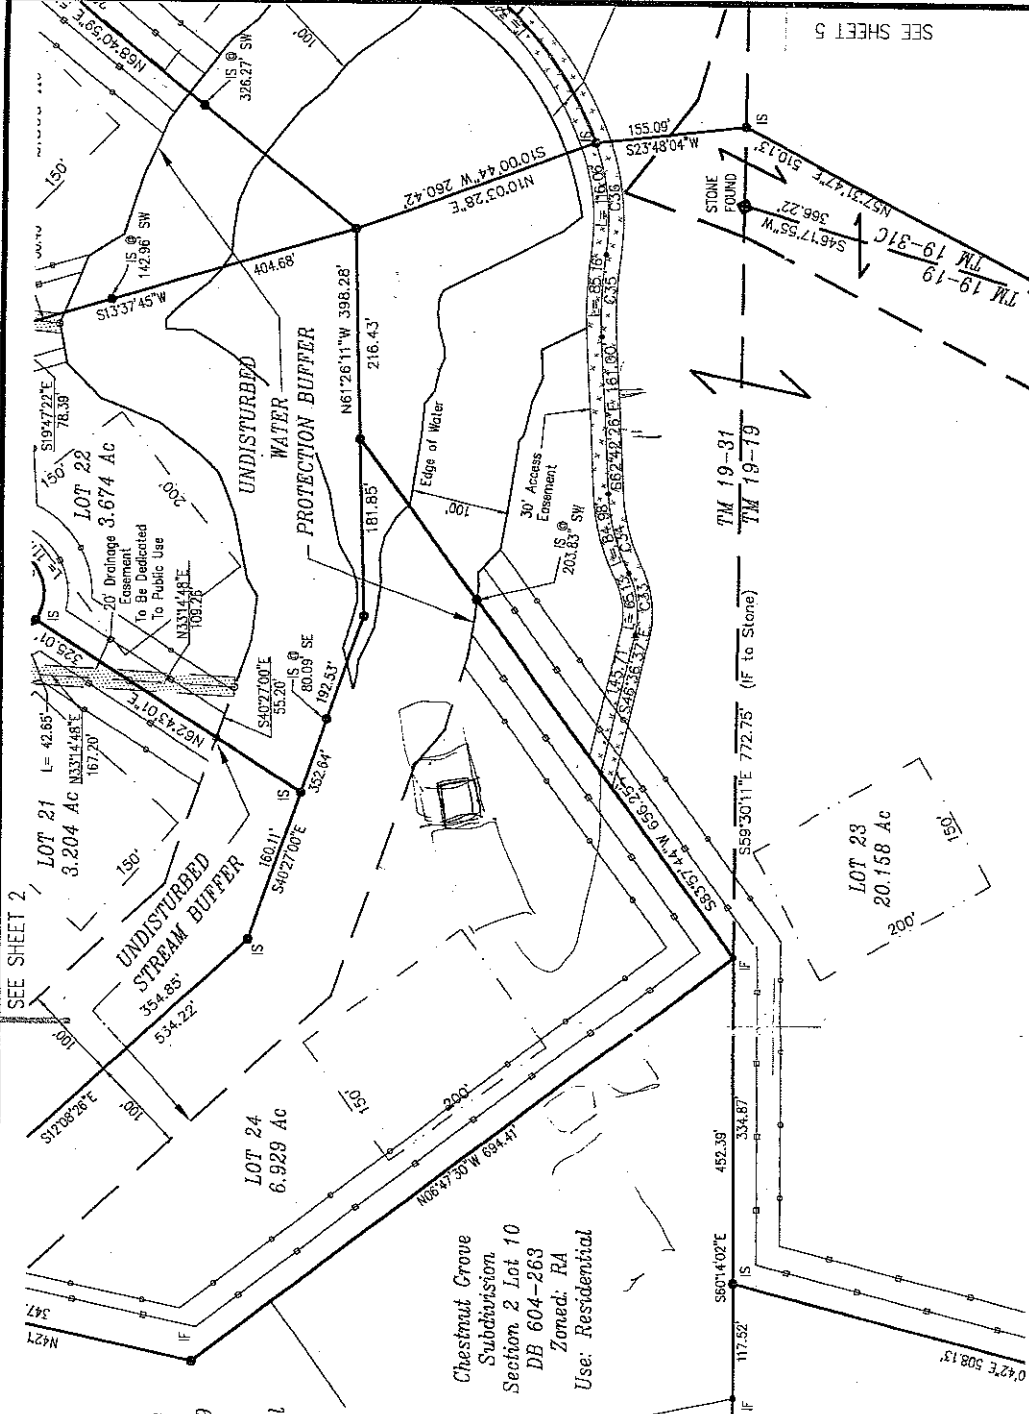 SEE SHEET 2
SEE SHEET 5
N68°40'59"E
100'
IS @
326.27' SW
150'
IS @
142.96' SW
S13°37'45"W
404.68'
S10°00'44"W 260.42'
N10°03'28"E
155.09'
S23°48'04"W
IS
IS
STONE
FOUND
510.13'
N57°31'47"E
366.22'
S46°17'55"W
TM 19-31C
TM 19-19
L= 116.06'
C36
L= 85.16'
C35
S62°42'26"E 161.00'
L= 84.98'
C34
C33
145.71'
S46°36'37"E
N61°26'11"W 398.28'
216.43'
181.85'
UNDISTURBED
WATER
PROTECTION BUFFER
Edge of Water
100'
30' Access
Easement
IS @
203.83' SW
S19°47'22"E
78.39'
150'
LOT 22
3.674 Ac
200'
20' Drainage
Easement
To Be Dedicated
To Public Use
N33°14'48"E
109.26'
IS
325.01'
N62°43'01"E
S40°27'00"E
55.20'
IS @
80.09' SE
192.53'
352.64'
IS
160.11'
S40°27'00"E
IS
L= 42.65'
N33°14'48"E
167.20'
LOT 21
3.204 Ac
150'
UNDISTURBED
STREAM BUFFER
354.85'
534.22'
100'
100'
S12°08'26"E
LOT 24
6.929 Ac
150'
200'
S83°57'44"W 656.25'
N06°47'30"W 694.41'
TM 19-31
TM 19-19
S59°30'11"E 772.75' (IF to Stone)
LOT 23
20.158 Ac
150'
200'
IF
452.39'
334.87'
S60°14'02"E
IS
117.52'
IF
0'42"E 508.13'
347.
N42°1
IF
Chestnut Grove
Subdivision
Section 2 Lot 10
DB 604-263
Zoned: RA
Use: Residential